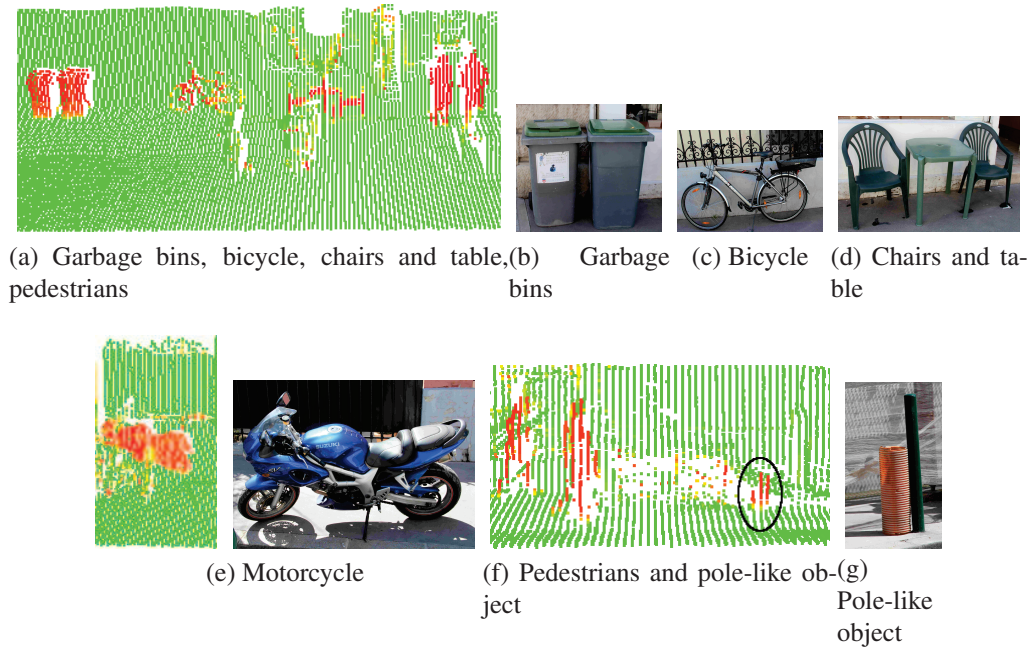 (a) Garbage bins, bicycle, chairs and table,
pedestrians
(b) Garbage
bins
(c) Bicycle
(d) Chairs and ta-
ble
SUZUKI
(e) Motorcycle
(f) Pedestrians and pole-like ob-
ject
(g)
Pole-like
object